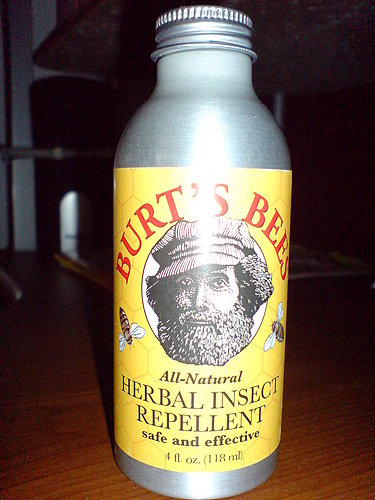 BURT'S BEES
All-Natural
HERBAL INSECT
REPELLENT
safe and effective
4 fl. oz. (118 ml)